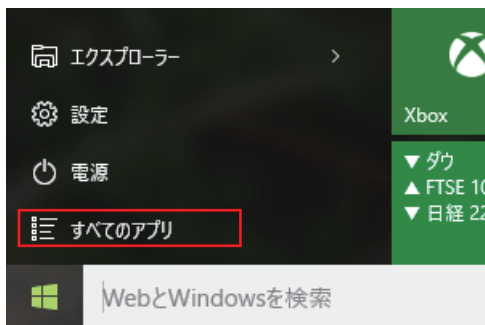 エクスプローラー
設定
電源
すべてのアプリ
Xbox
▼ ダウ
▲ FTSE 10
▼ 日経 22
WebとWindowsを検索